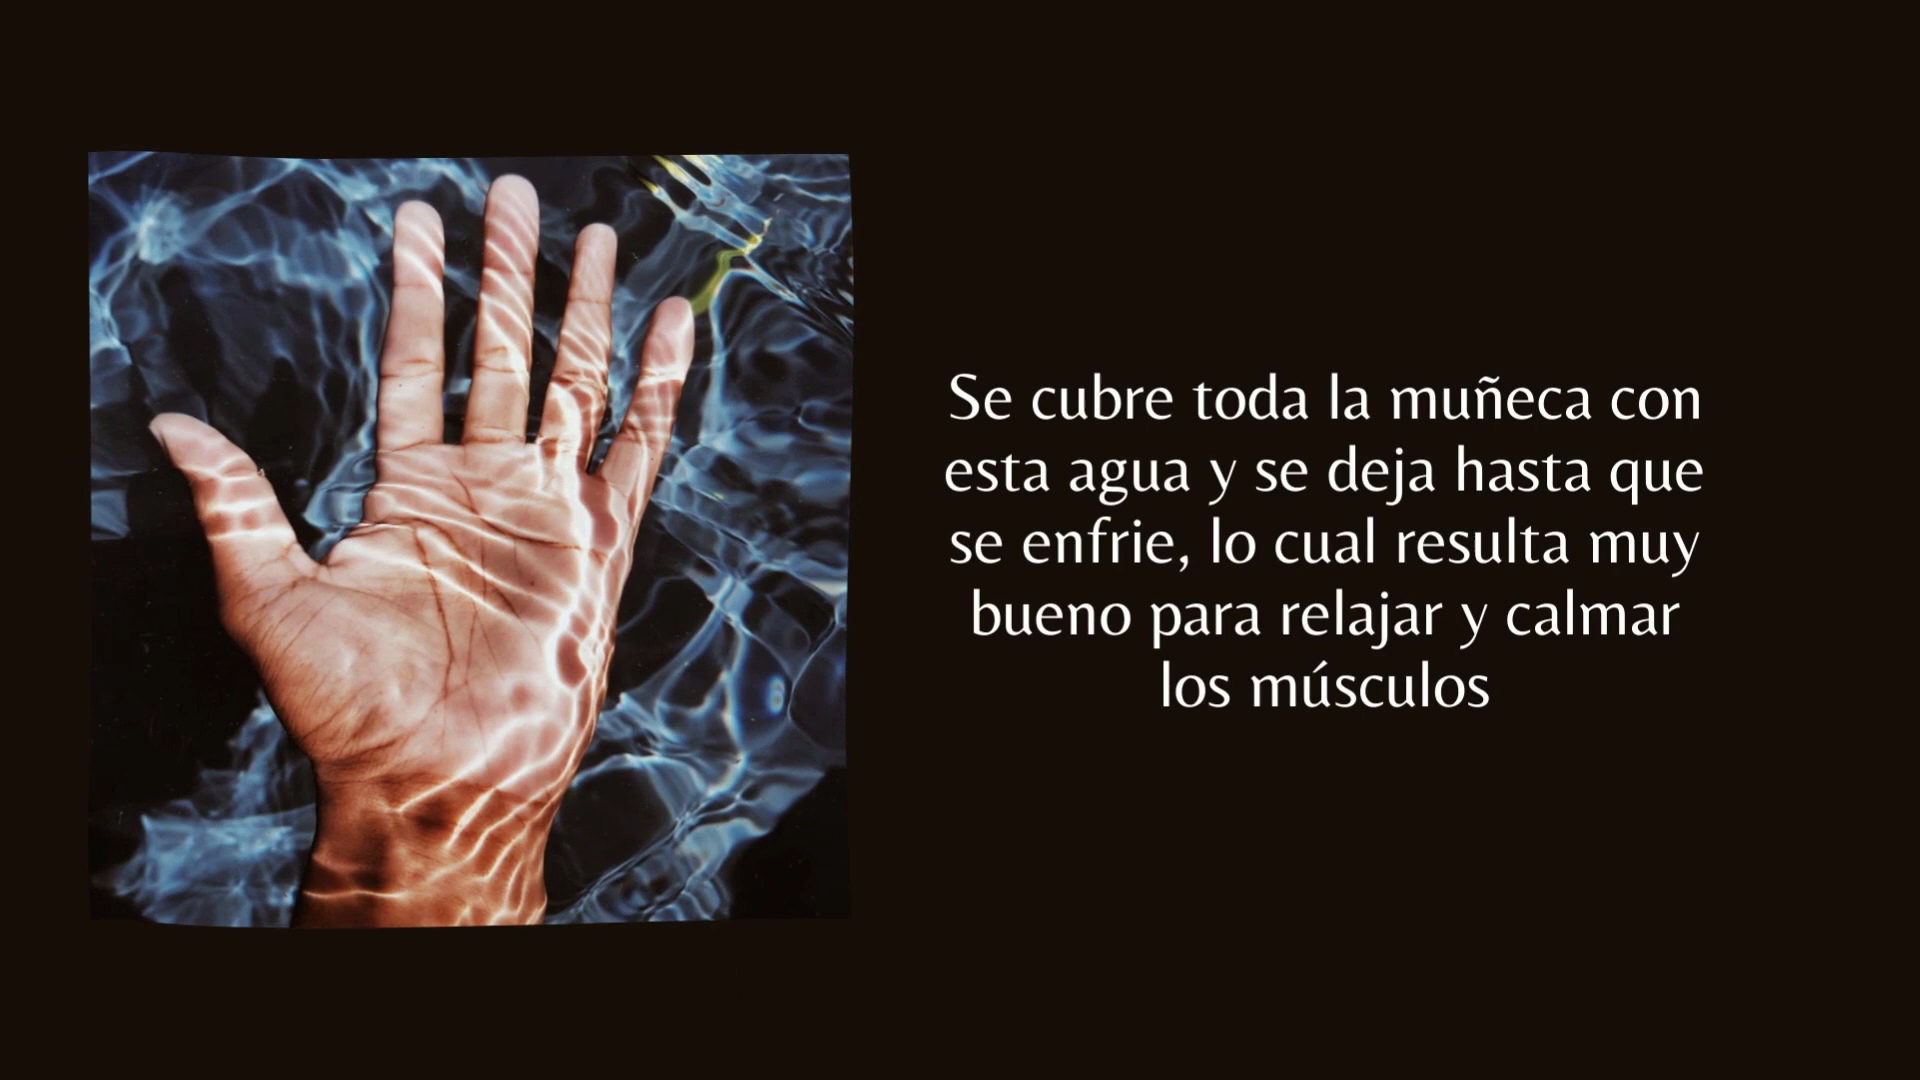 Se cubre toda la muñeca con
esta agua y se deja hasta que
se enfrie, lo cual resulta muy
bueno para relajar y calmar
los músculos